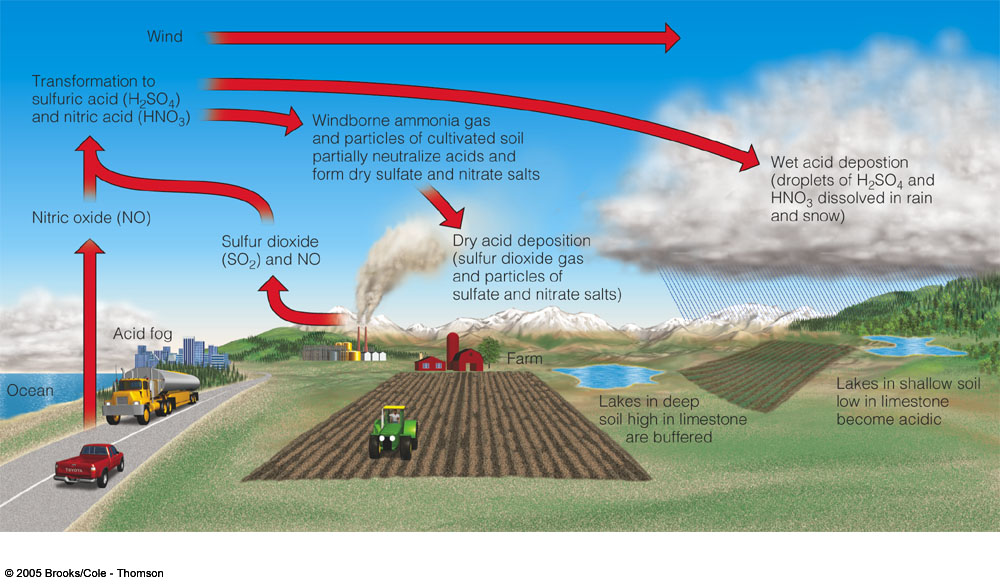 Wind
Transformation to
sulfuric acid (H₂SO₄)
and nitric acid (HNO₃)
Windborne ammonia gas
and particles of cultivated soil
partially neutralize acids and
form dry sulfate and nitrate salts
Wet acid depostion
(droplets of H₂SO₄ and
HNO₃ dissolved in rain
and snow)
Nitric oxide (NO)
Sulfur dioxide
(SO₂) and NO
Dry acid deposition
(sulfur dioxide gas
and particles of
sulfate and nitrate salts)
Acid fog
Ocean
Farm
Lakes in deep
soil high in limestone
are buffered
Lakes in shallow soil
low in limestone
become acidic
TOYOTA
© 2005 Brooks/Cole - Thomson